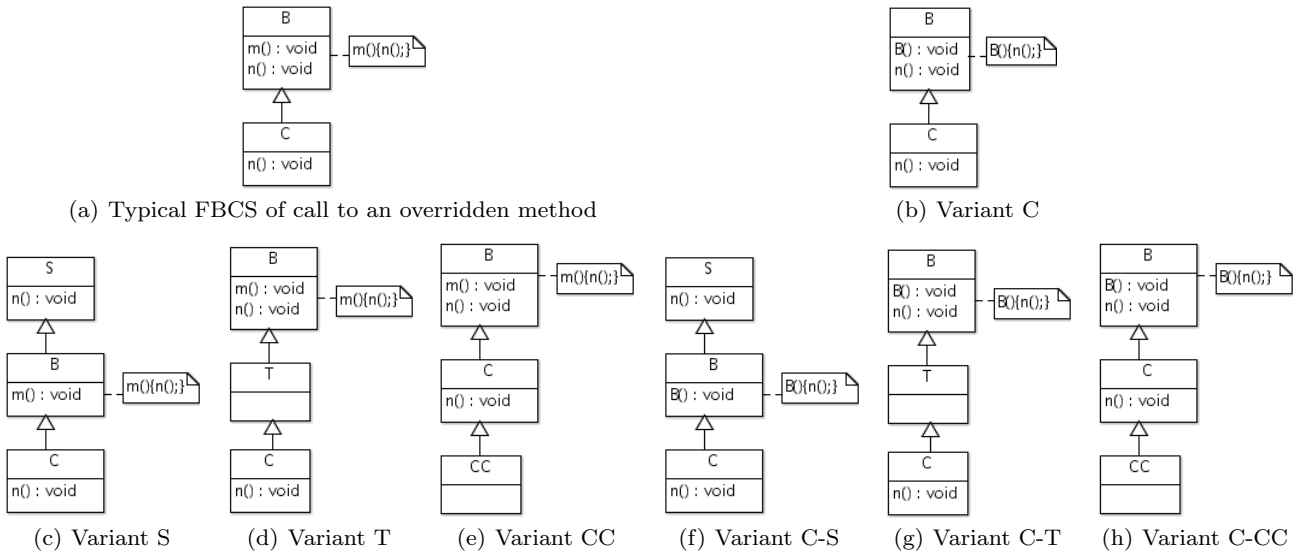 B
m() : void
n() : void
m(){n();}
C
n() : void
(a) Typical FBCS of call to an overridden method
B
B() : void
n() : void
B(){n();}
C
n() : void
(b) Variant C
S
n() : void
B
m() : void
m(){n();}
C
n() : void
(c) Variant S
B
m() : void
n() : void
m(){n();}
T
C
n() : void
(d) Variant T
B
m() : void
n() : void
m(){n();}
C
n() : void
CC
(e) Variant CC
S
n() : void
B
B() : void
B(){n();}
C
n() : void
(f) Variant C-S
B
B() : void
n() : void
B(){n();}
T
C
n() : void
(g) Variant C-T
B
B() : void
n() : void
B(){n();}
C
n() : void
CC
(h) Variant C-CC